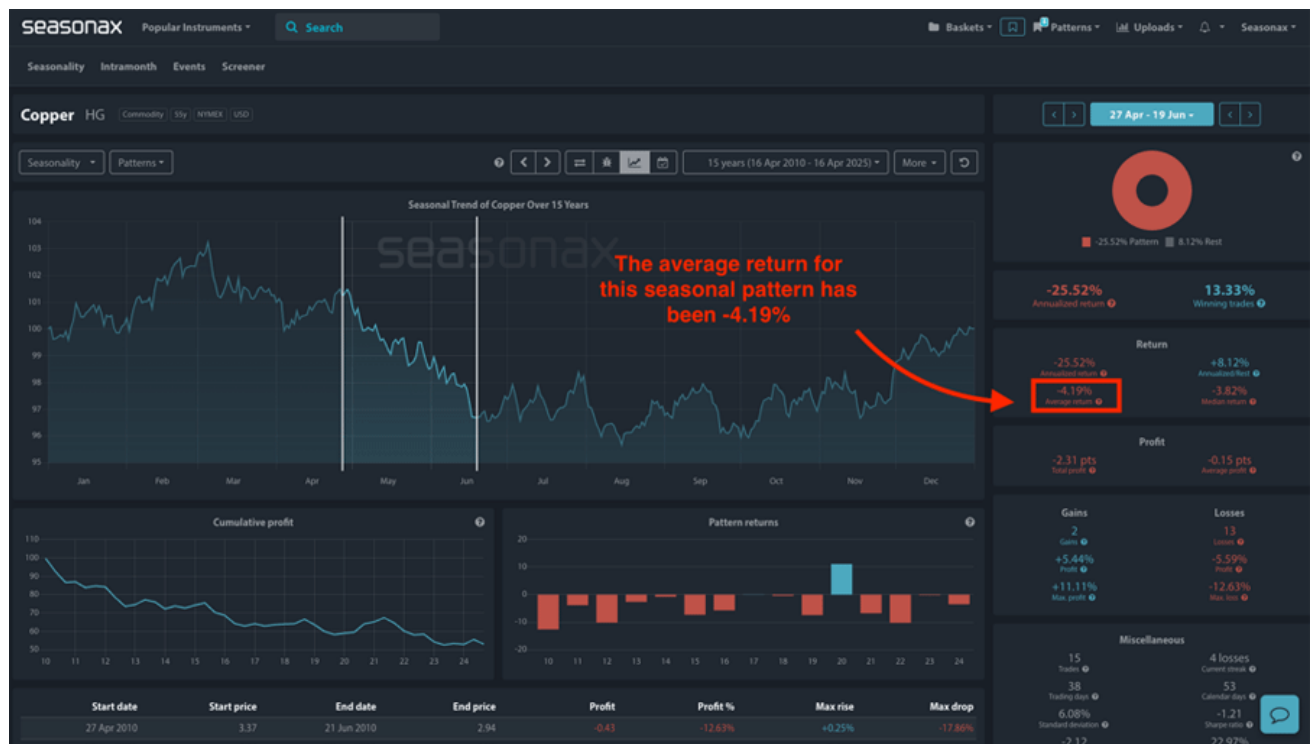 seasonax Popular Instruments Search Baskets Patterns Uploads Seasonax
Seasonality Intramonth Events Screener
Copper HG Commodity 55y NYMEX USD
27 Apr - 19 Jun
Seasonality Patterns 15 years (16 Apr 2010 - 16 Apr 2025) More
Seasonal Trend of Copper Over 15 Years
seasonax
104
103
102
101
100
99
98
97
96
95
Jan Feb Mar Apr May Jun Jul Aug Sep Oct Nov Dec
The average return for
this seasonal pattern has
been -4.19%
-25.52% Pattern 8.12% Rest
-25.52% 13.33%
Annualized return Winning trades
Return
-25.52% +8.12%
Annualized return Annualized Rest
-4.19% -3.82%
Average return Median return
Profit
-2.31 pts -0.15 pts
Total profit Average profit
Gains Losses
2 13
Gains Losses
+5.44% -5.59%
Profit Profit
+11.11% -12.63%
Max. profit Max. loss
Miscellaneous
15 4 losses
Trades Current streak
38 53
Trading days Calendar days
6.08% -1.21
Standard deviation Sharpe ratio
-2.12 22.97%
Cumulative profit
110
100
90
80
70
60
50
10 11 12 13 14 15 16 17 18 19 20 21 22 23 24
Pattern returns
20
10
0
-10
-20
10 11 12 13 14 15 16 17 18 19 20 21 22 23 24
Start date Start price End date End price Profit Profit % Max rise Max drop
27 Apr 2010 3.37 21 Jun 2010 2.94 -0.43 -12.63% +0.25% -17.86%